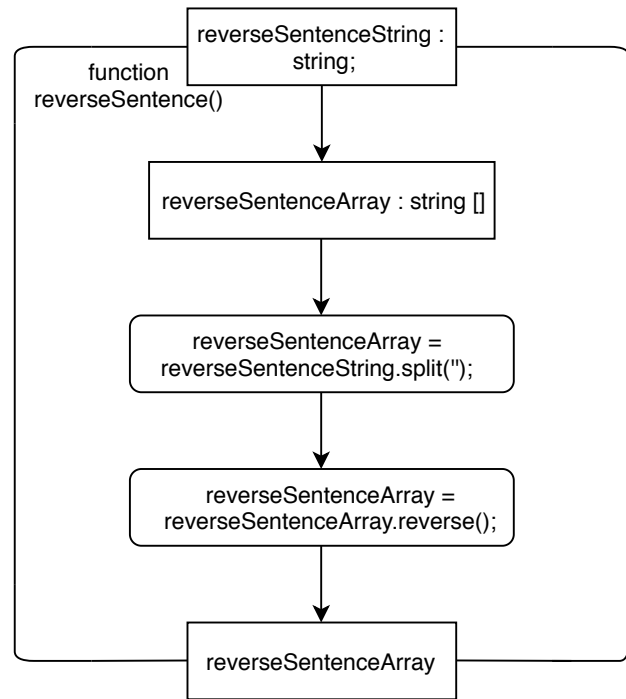 reverseSentenceString :
string;
function
reverseSentence()
reverseSentenceArray : string []
reverseSentenceArray =
reverseSentenceString.split('');
reverseSentenceArray =
reverseSentenceArray.reverse();
reverseSentenceArray